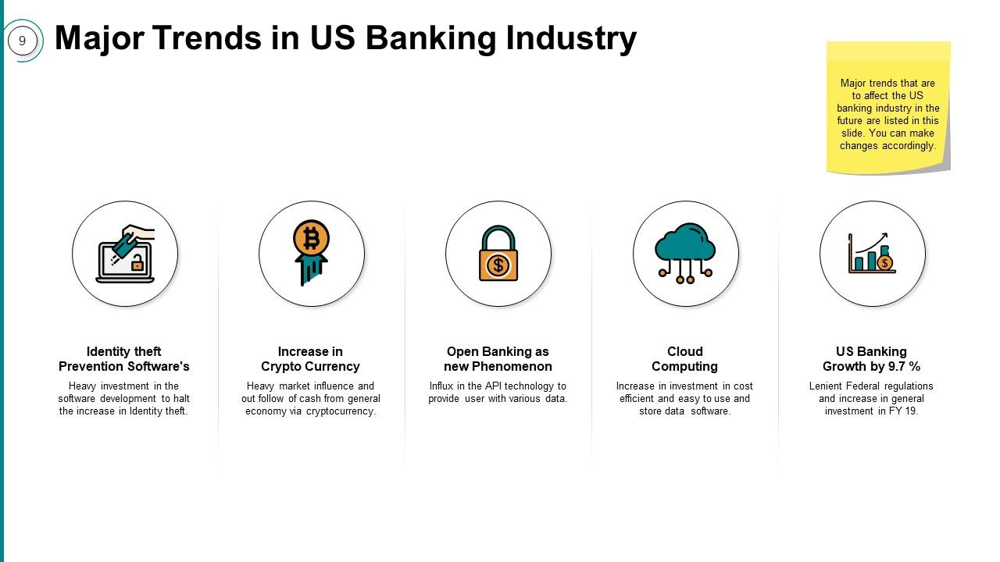 9
Major Trends in US Banking Industry
Major trends that are
to affect the US
banking industry in the
future are listed in this
slide. You can make
changes accordingly.
Identity theft
Prevention Software's
Heavy investment in the
software development to halt
the increase in Identity theft.
Increase in
Crypto Currency
Heavy market influence and
out follow of cash from general
economy via cryptocurrency.
Open Banking as
new Phenomenon
Influx in the API technology to
provide user with various data.
Cloud
Computing
Increase in investment in cost
efficient and easy to use and
store data software.
US Banking
Growth by 9.7 %
Lenient Federal regulations
and increase in general
investment in FY 19.